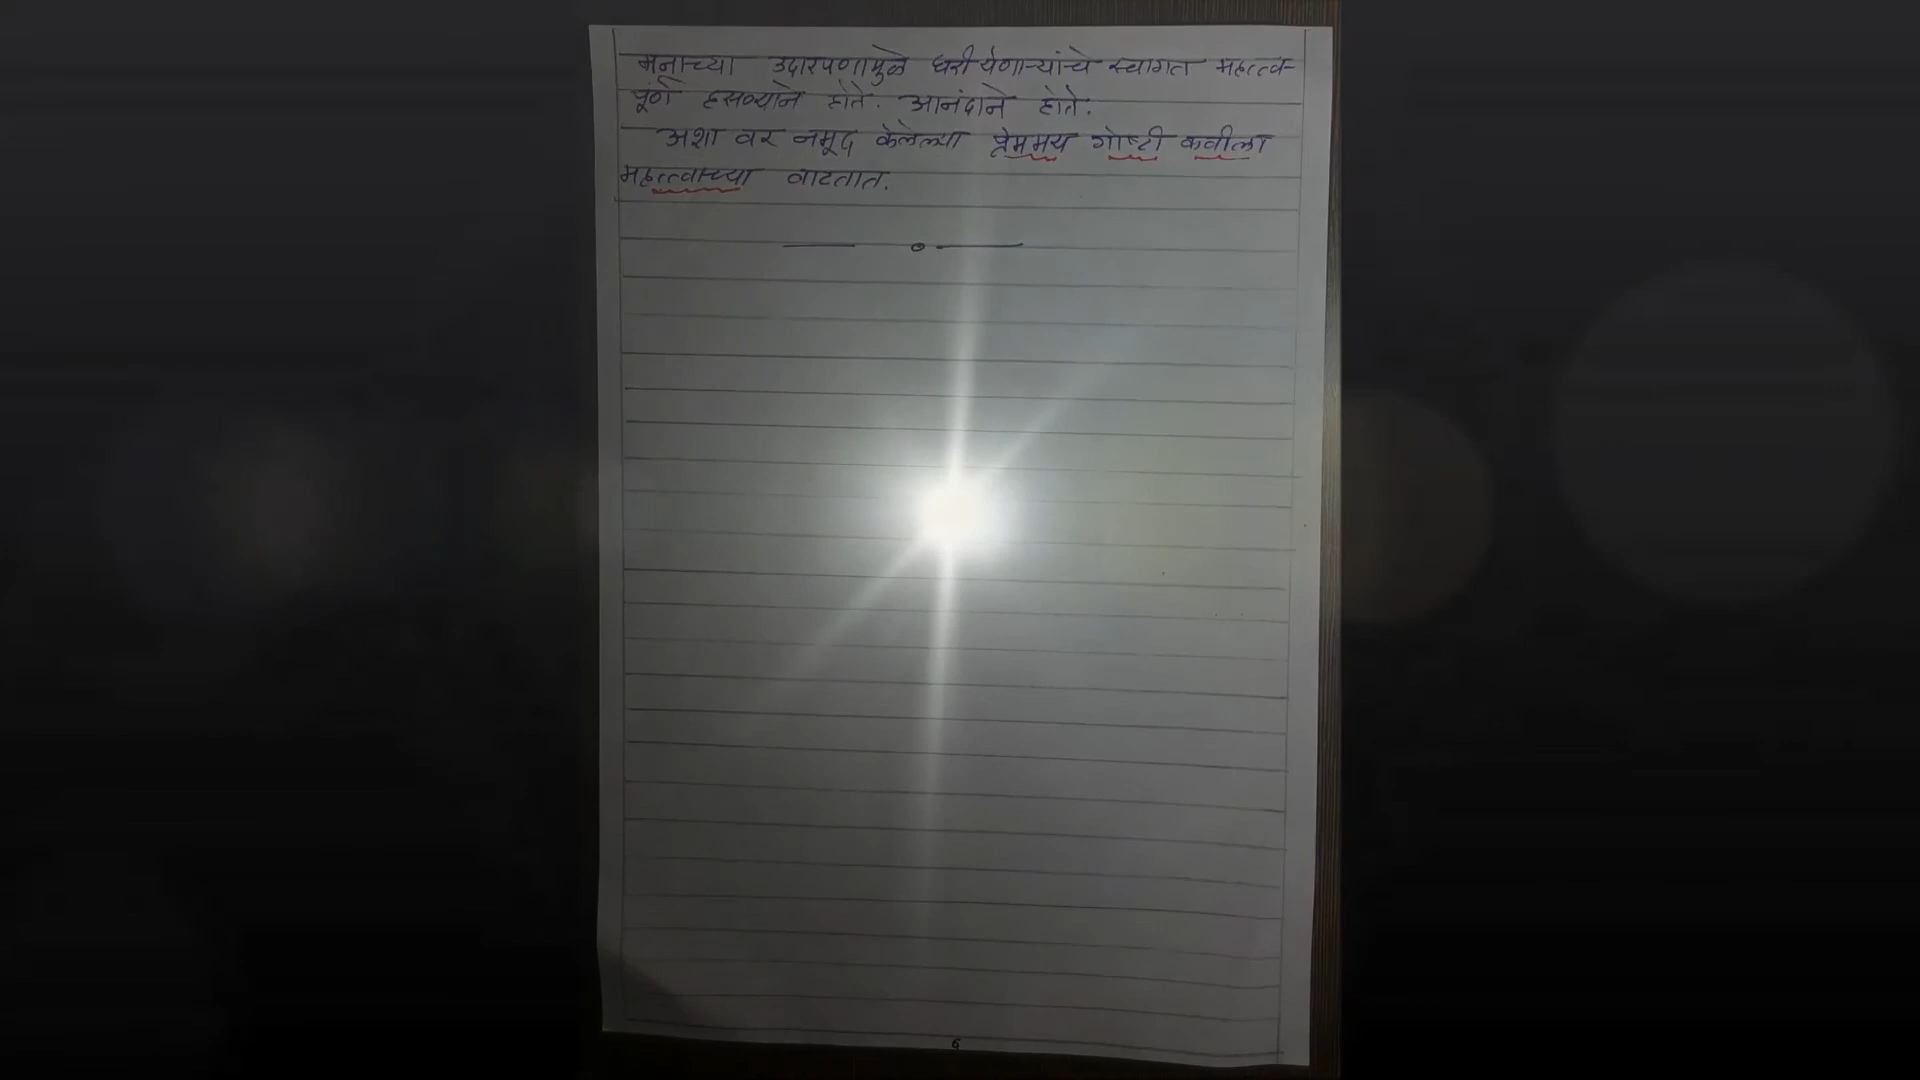 मनाच्या उदारपणामुळे घरी येणाऱ्यांचे स्वागत महत्त्व-
पूर्ण हसण्याने होते. आनंदाने होते.
अशा वर नमूद केलेल्या प्रेममय गोष्टी कवीला
महत्त्वाच्या वाटतात.